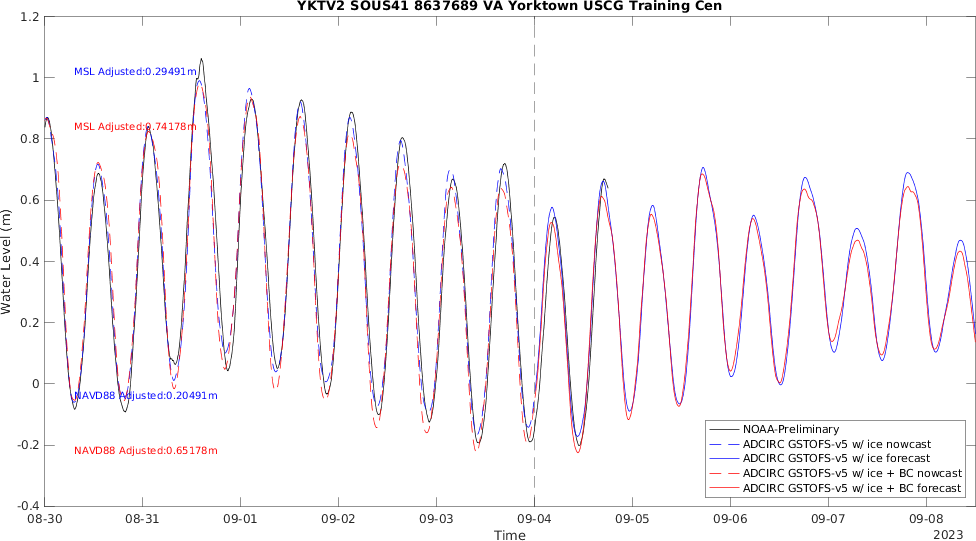 YKTV2 SOUS41 8637689 VA Yorktown USCG Training Cen
1.2
1
0.8
0.6
0.4
0.2
0
-0.2
-0.4
Water Level (m)
MSL Adjusted:0.29491m
MSL Adjusted:0.74178m
NAVD88 Adjusted:0.20491m
NAVD88 Adjusted:0.65178m
NOAA-Preliminary
ADCIRC GSTOFS-v5 w/ ice nowcast
ADCIRC GSTOFS-v5 w/ ice forecast
ADCIRC GSTOFS-v5 w/ ice + BC nowcast
ADCIRC GSTOFS-v5 w/ ice + BC forecast
08-30 08-31 09-01 09-02 09-03 09-04 09-05 09-06 09-07 09-08
Time
2023